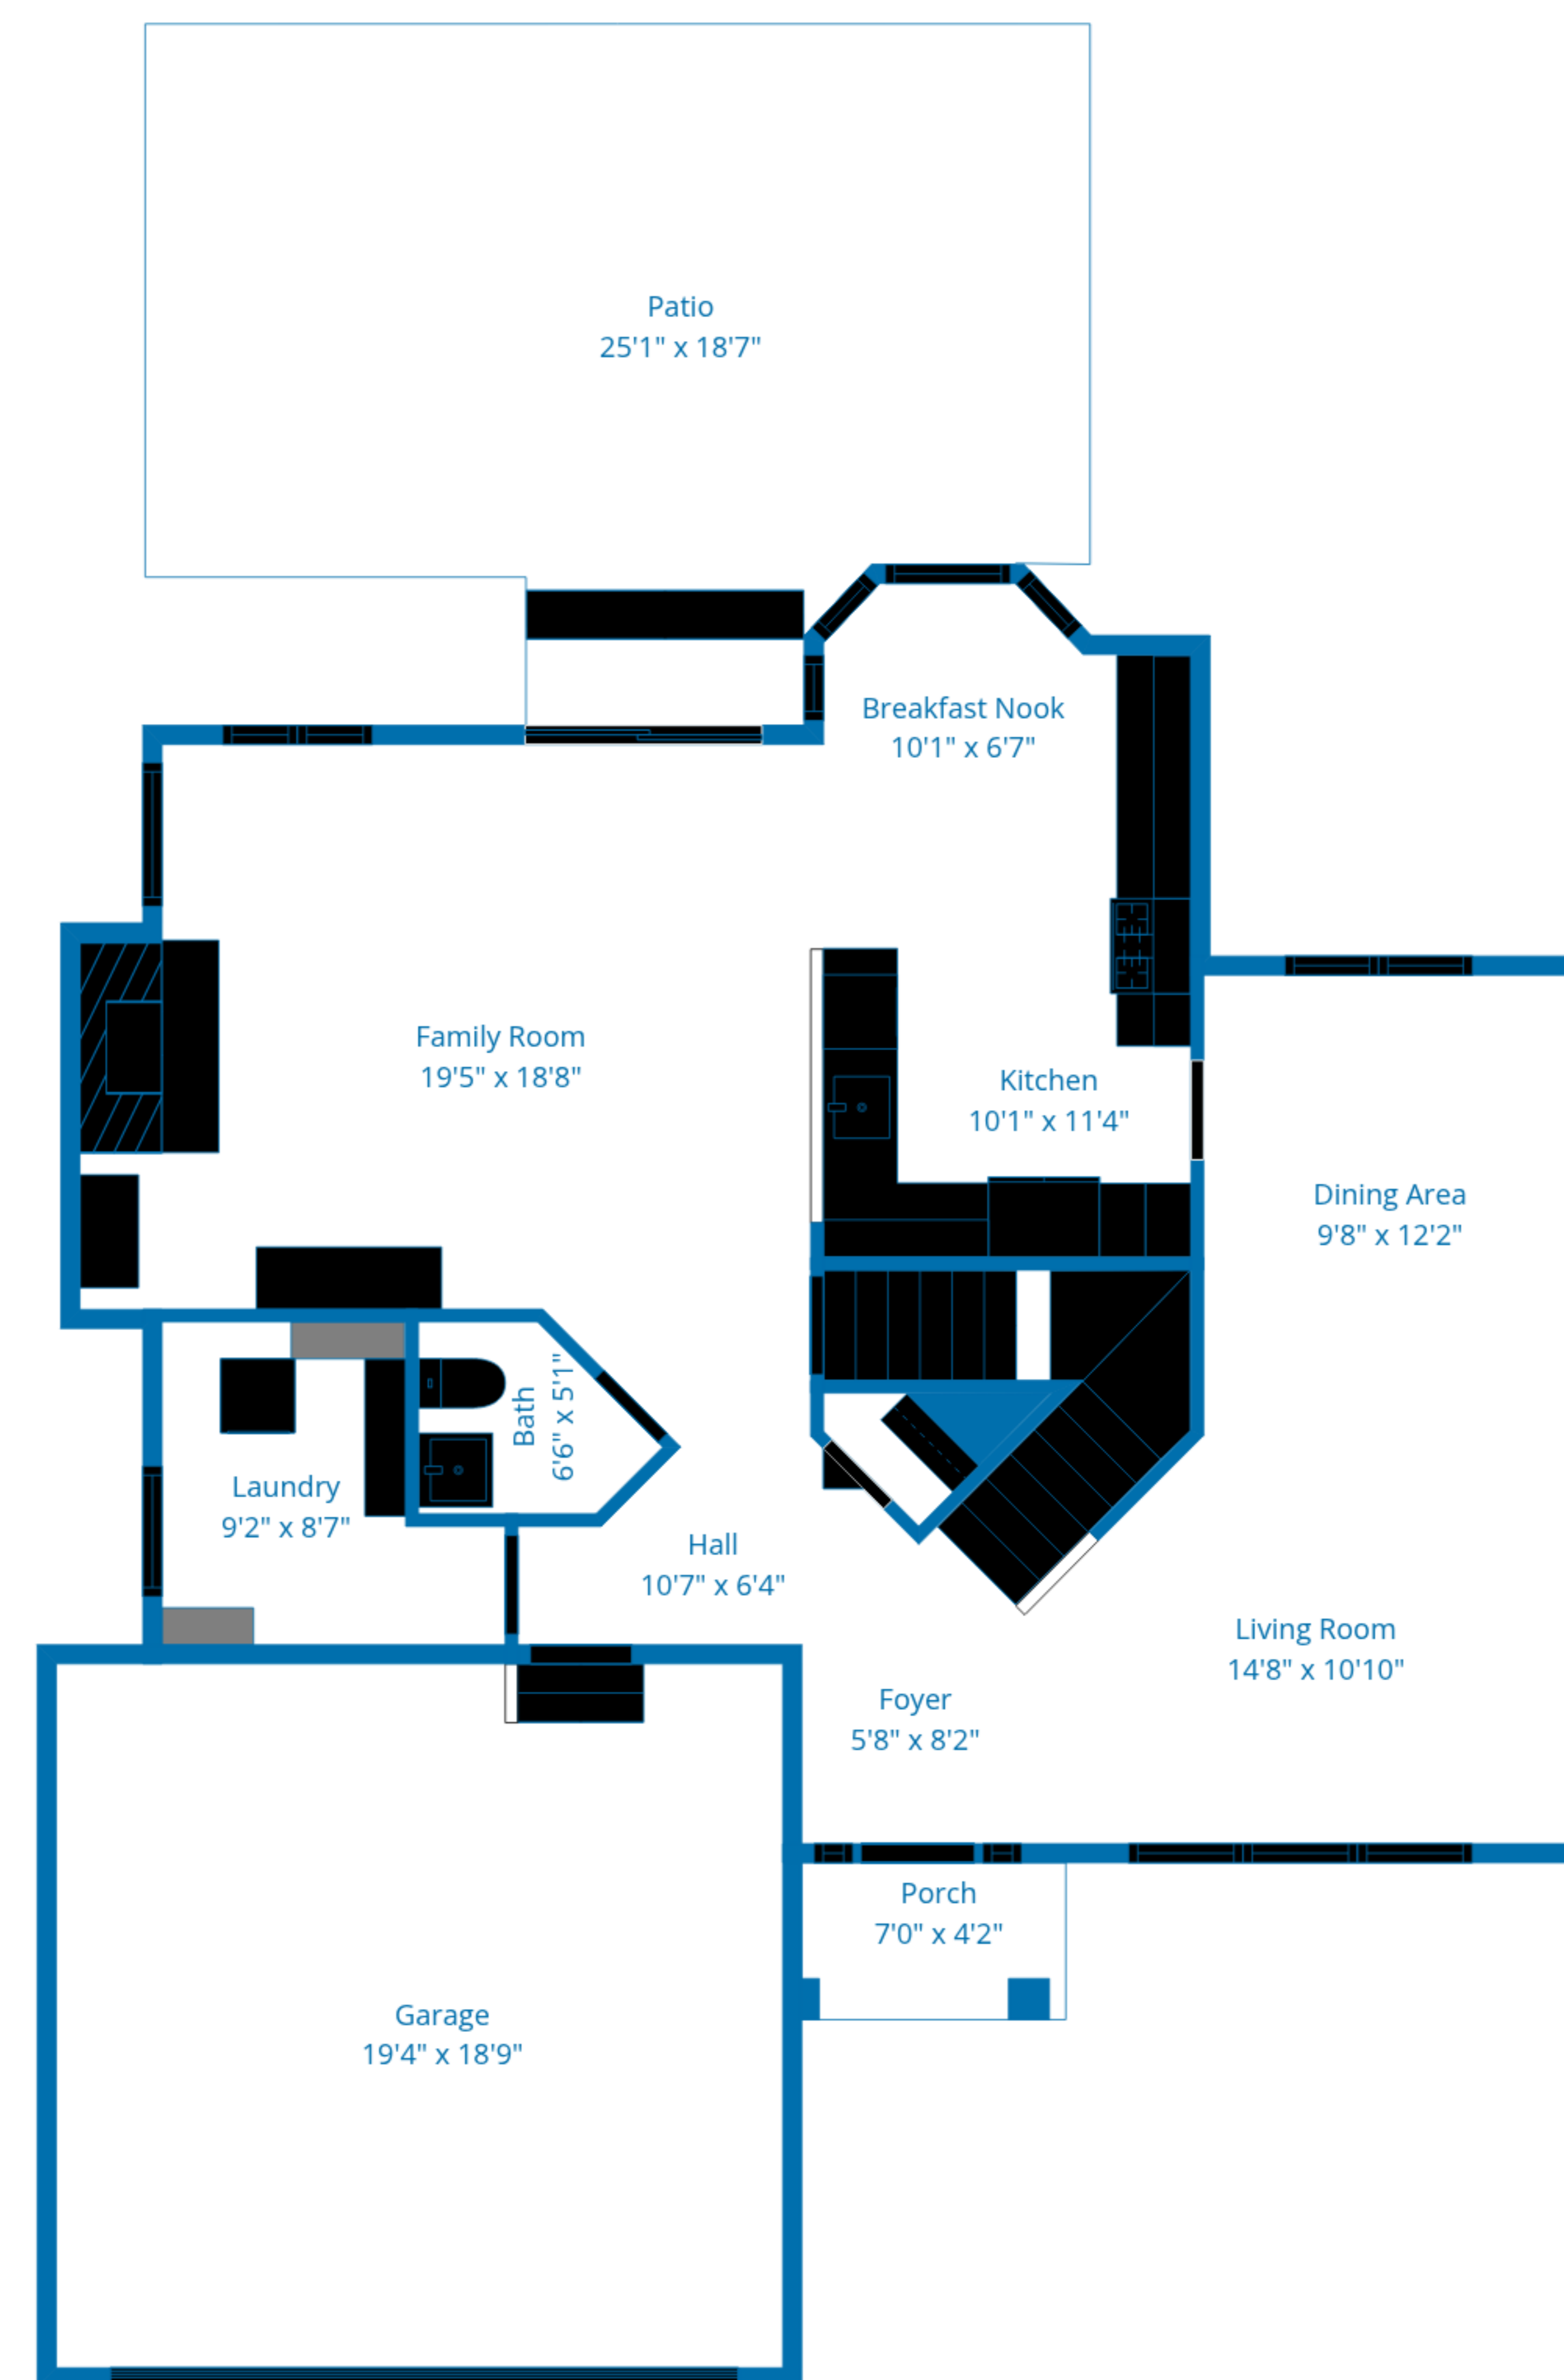 Patio
25'1" x 18'7"
Breakfast Nook
10'1" x 6'7"
Family Room
19'5" x 18'8"
Kitchen
10'1" x 11'4"
Dining Area
9'8" x 12'2"
Bath
6'6" x 5'1"
Laundry
9'2" x 8'7"
Hall
10'7" x 6'4"
Living Room
14'8" x 10'10"
Foyer
5'8" x 8'2"
Porch
7'0" x 4'2"
Garage
19'4" x 18'9"